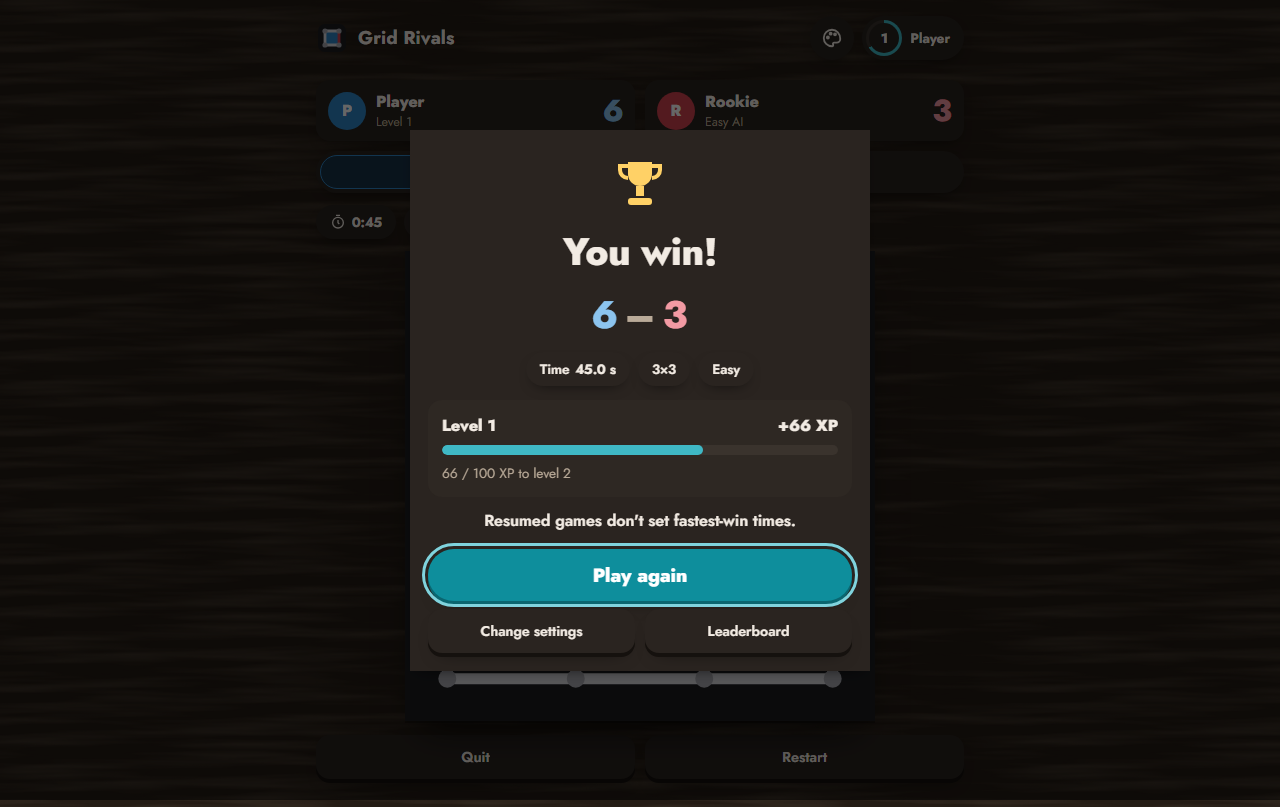 Grid Rivals
1 Player
P Player 6 R Rookie 3
Level 1 Easy AI
0:45
You win!
6 – 3
Time 45.0 s 3×3 Easy
Level 1 +66 XP
66 / 100 XP to level 2
Resumed games don't set fastest-win times.
Play again
Change settings Leaderboard
Quit Restart